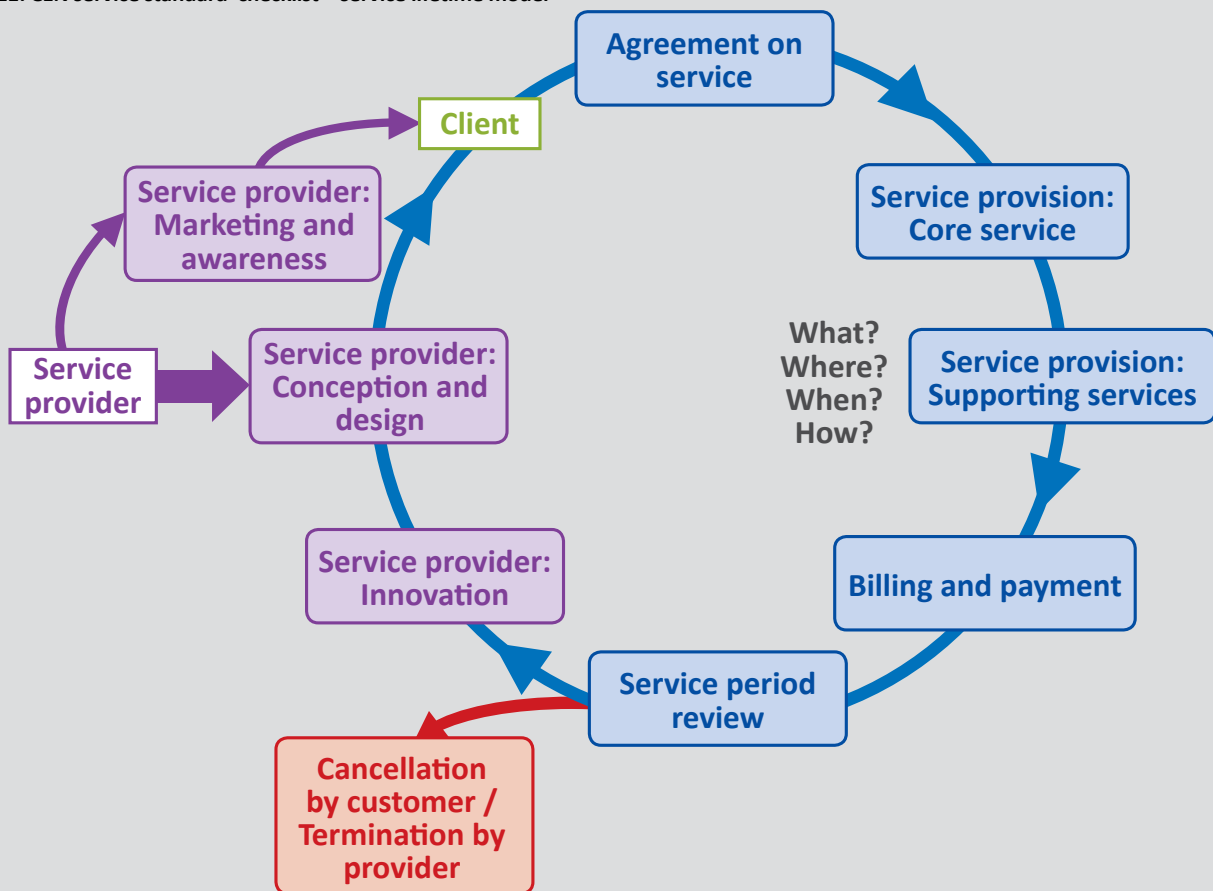 Agreement on
service
Client
Service provider:
Marketing and
awareness
Service provision:
Core service
Service
provider
Service provider:
Conception and
design
What?
Where?
When?
How?
Service provision:
Supporting services
Service provider:
Innovation
Billing and payment
Service period
review
Cancellation
by customer /
Termination by
provider